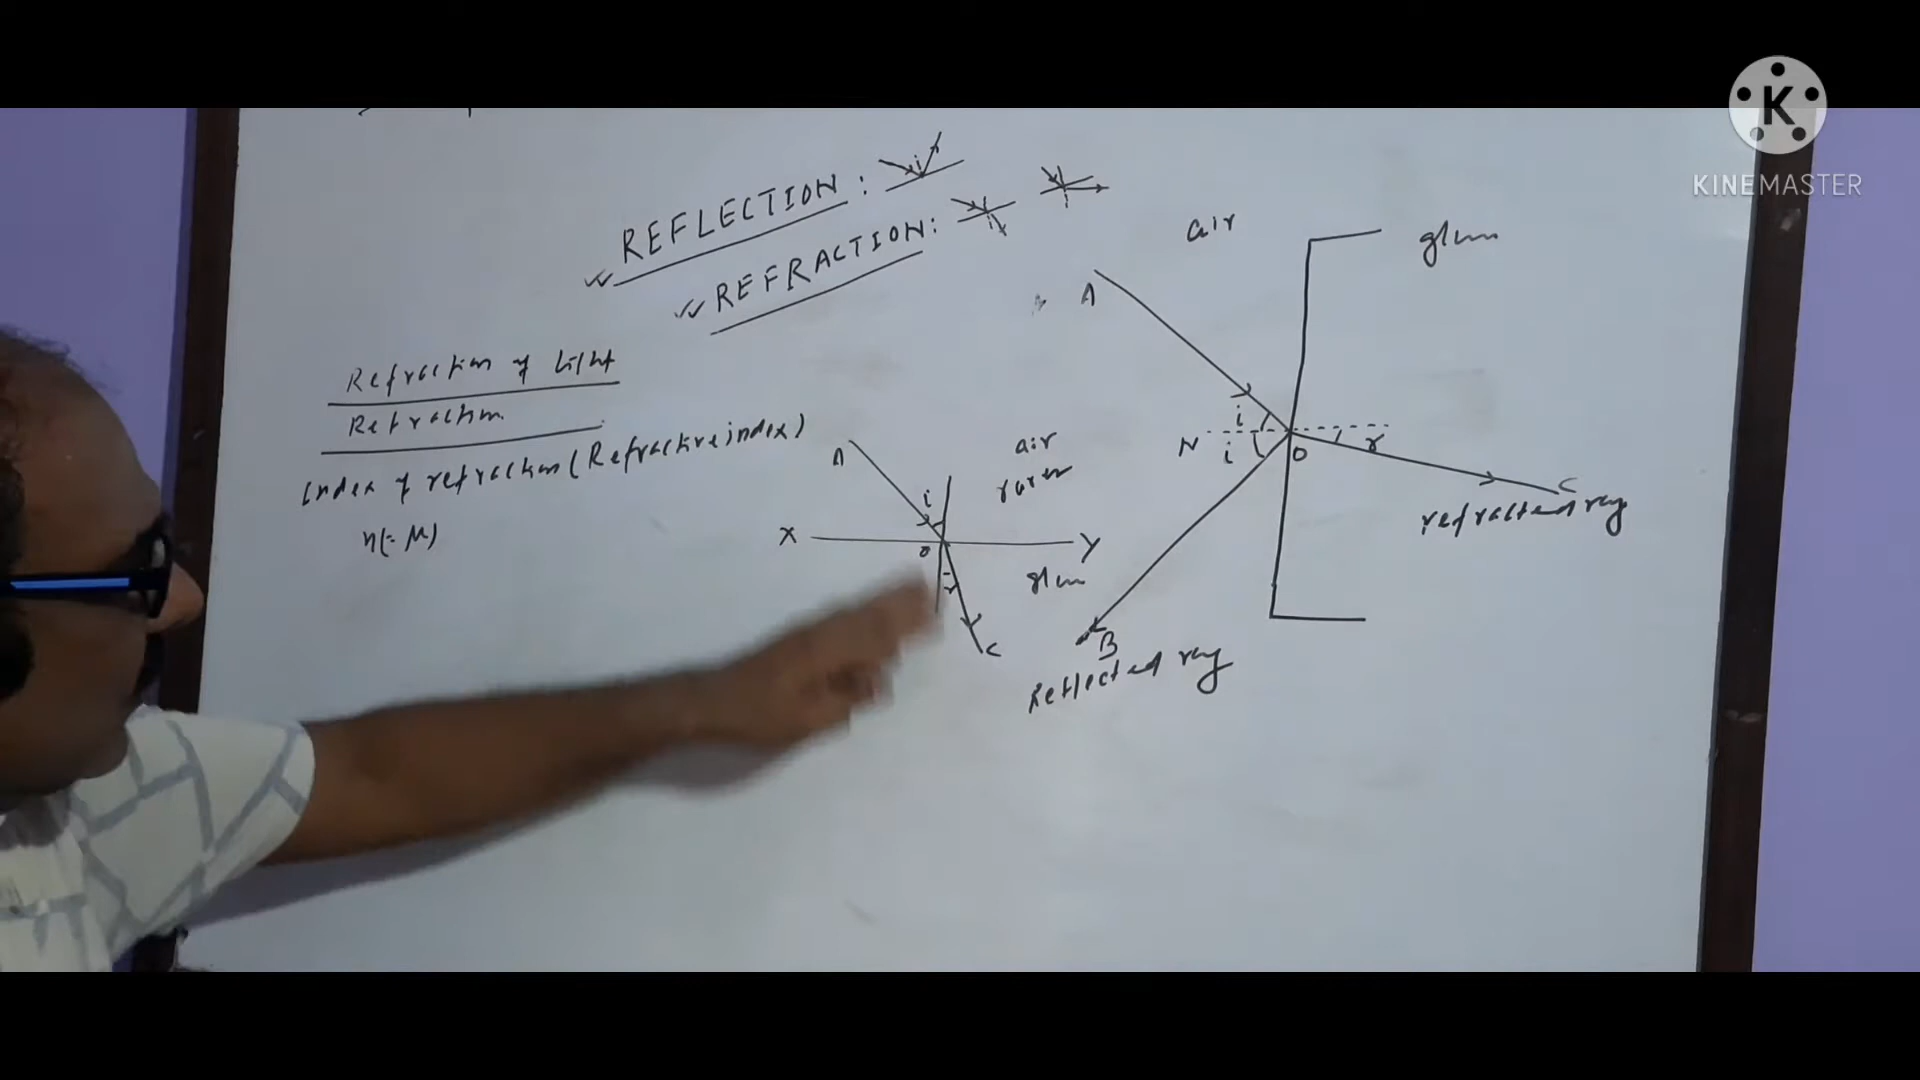 REFLECTION : i
REFRACTION:
Refraction of Light
Refraction
Index of refraction (Refractive index)
n(= μ)
A
i
air
rarer
X
O
Y
glass
r
C
air
glass
A
i
N
i
O
r
C
refracted ray
B
Reflected ray
K
KINEMASTER